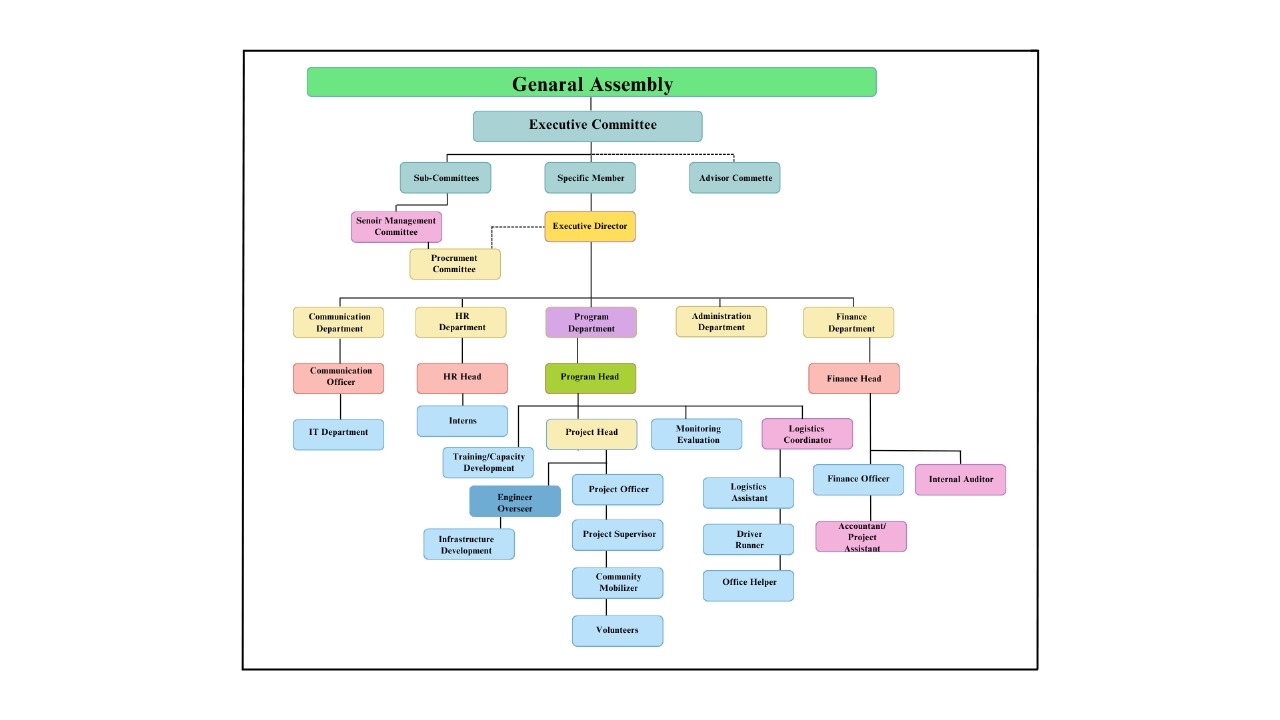 Genaral Assembly
Executive Committee
Sub-Committees
Specific Member
Advisor Commette
Senoir Management
Committee
Executive Director
Procrument
Committee
Communication
Department
HR
Department
Program
Department
Administration
Department
Finance
Department
Communication
Officer
HR Head
Program Head
Finance Head
IT Department
Interns
Project Head
Monitoring
Evaluation
Logistics
Coordinator
Training/Capacity
Development
Engineer
Overseer
Project Officer
Logistics
Assistant
Finance Officer
Internal Auditor
Infrastructure
Development
Project Supervisor
Driver
Runner
Accountant/
Project
Assistant
Community
Mobilizer
Office Helper
Volunteers